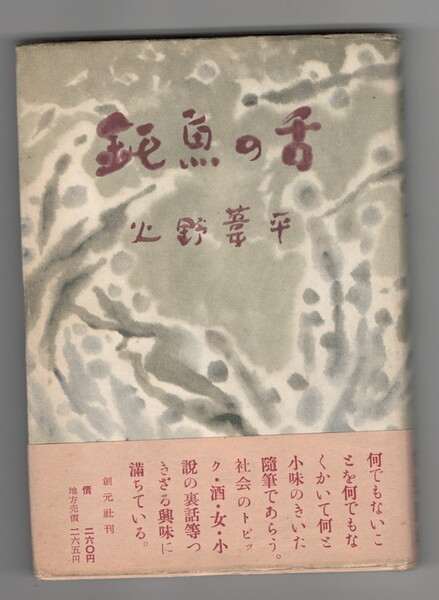 鈍魚の舌
火野葦平
何でもないこ
とを何でもな
くかいて何と
小味のきいた
随筆であらう。
社会のトピッ
ク・酒・女・小
説の裏話等つ
きざる興味に
満ちている。
創元社刊
価 二六〇円
地方売価 二六五円